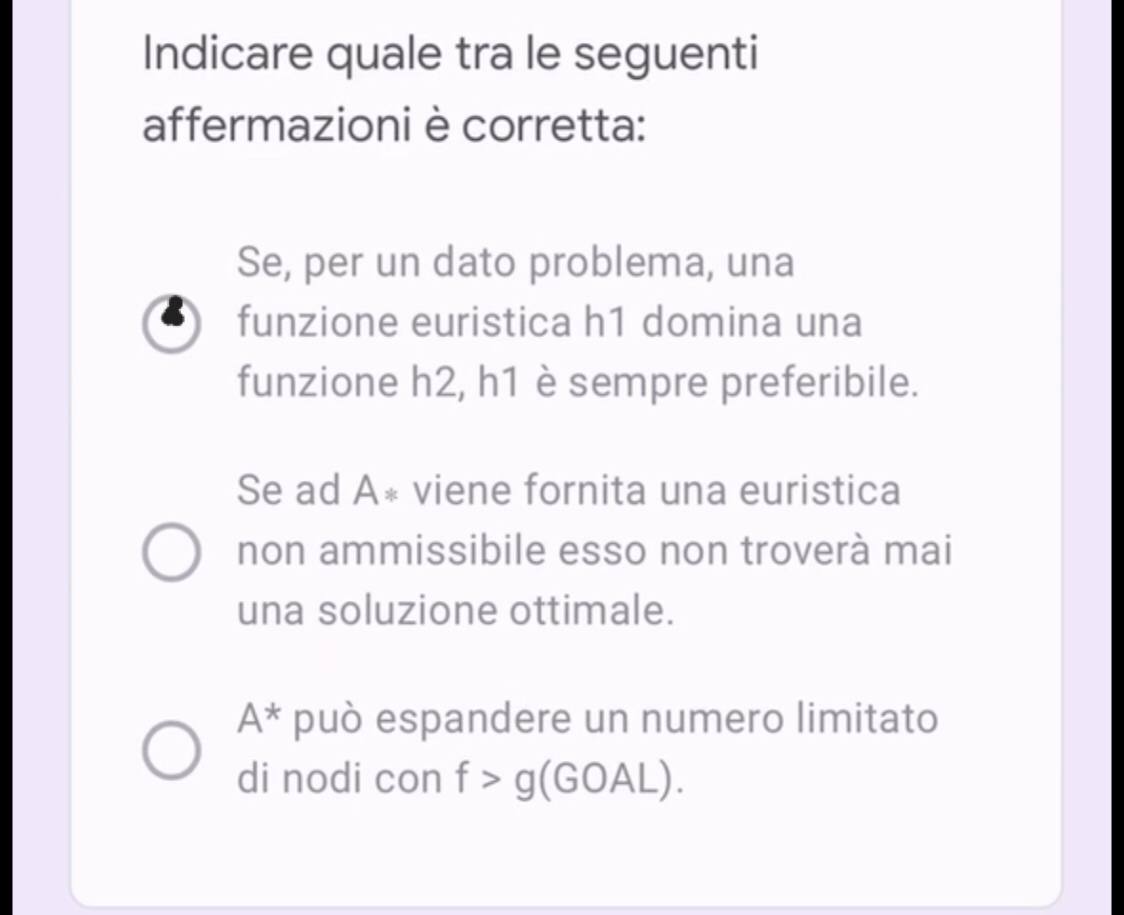 Indicare quale tra le seguenti
affermazioni è corretta:
Se, per un dato problema, una
funzione euristica h1 domina una
funzione h2, h1 è sempre preferibile.
Se ad A* viene fornita una euristica
non ammissibile esso non troverà mai
una soluzione ottimale.
A* può espandere un numero limitato
di nodi con f > g(GOAL).